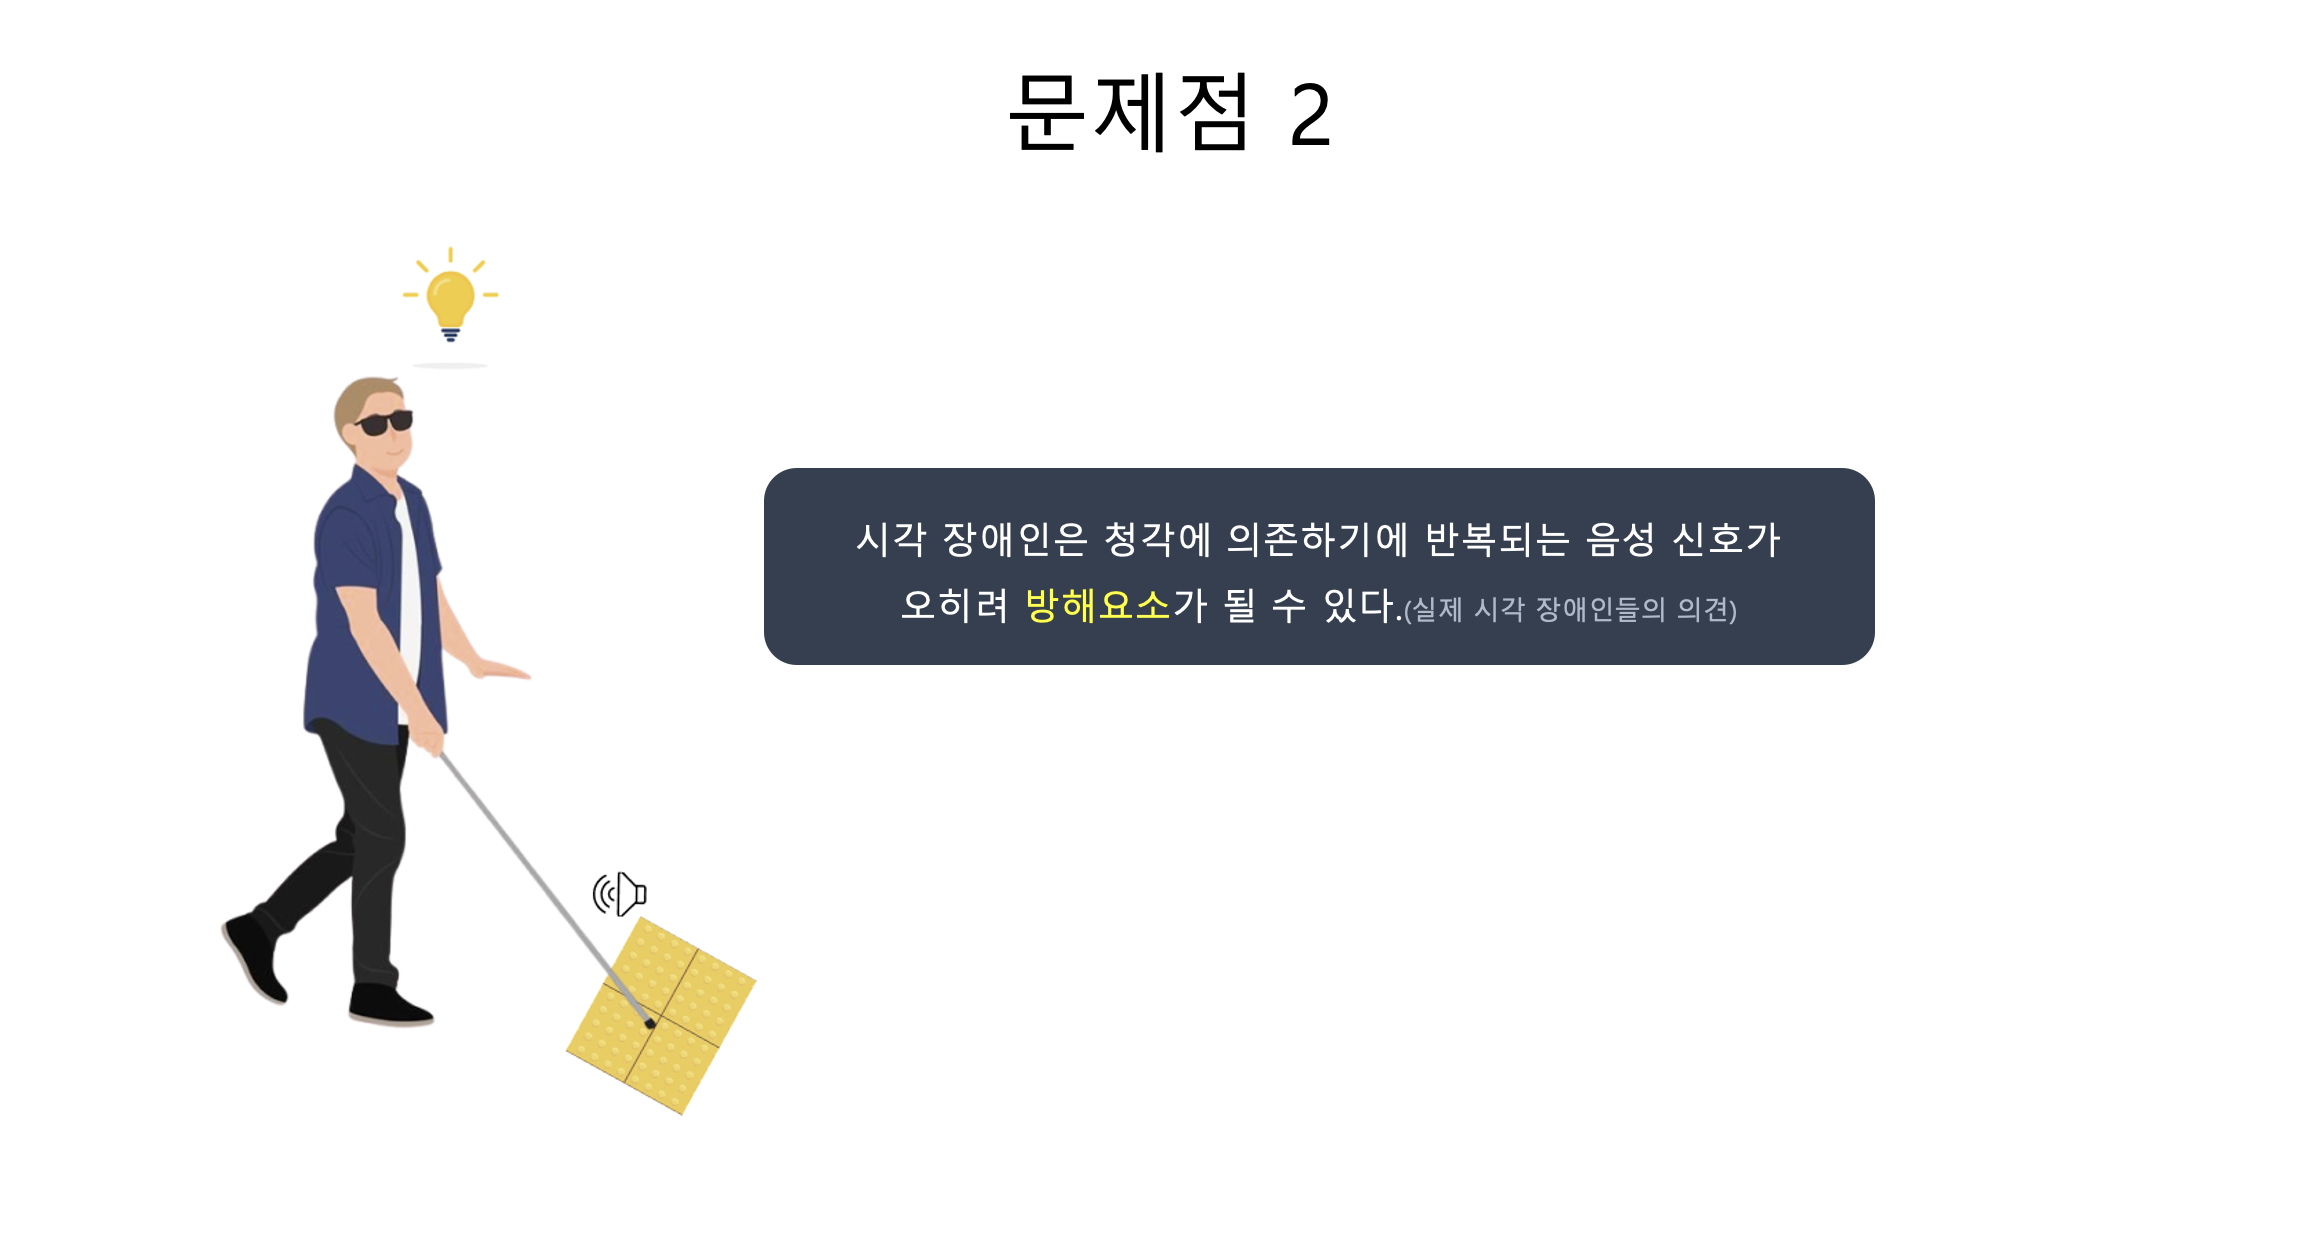 문제점 2
시각 장애인은 청각에 의존하기에 반복되는 음성 신호가
오히려 방해요소가 될 수 있다.(실제 시각 장애인들의 의견)